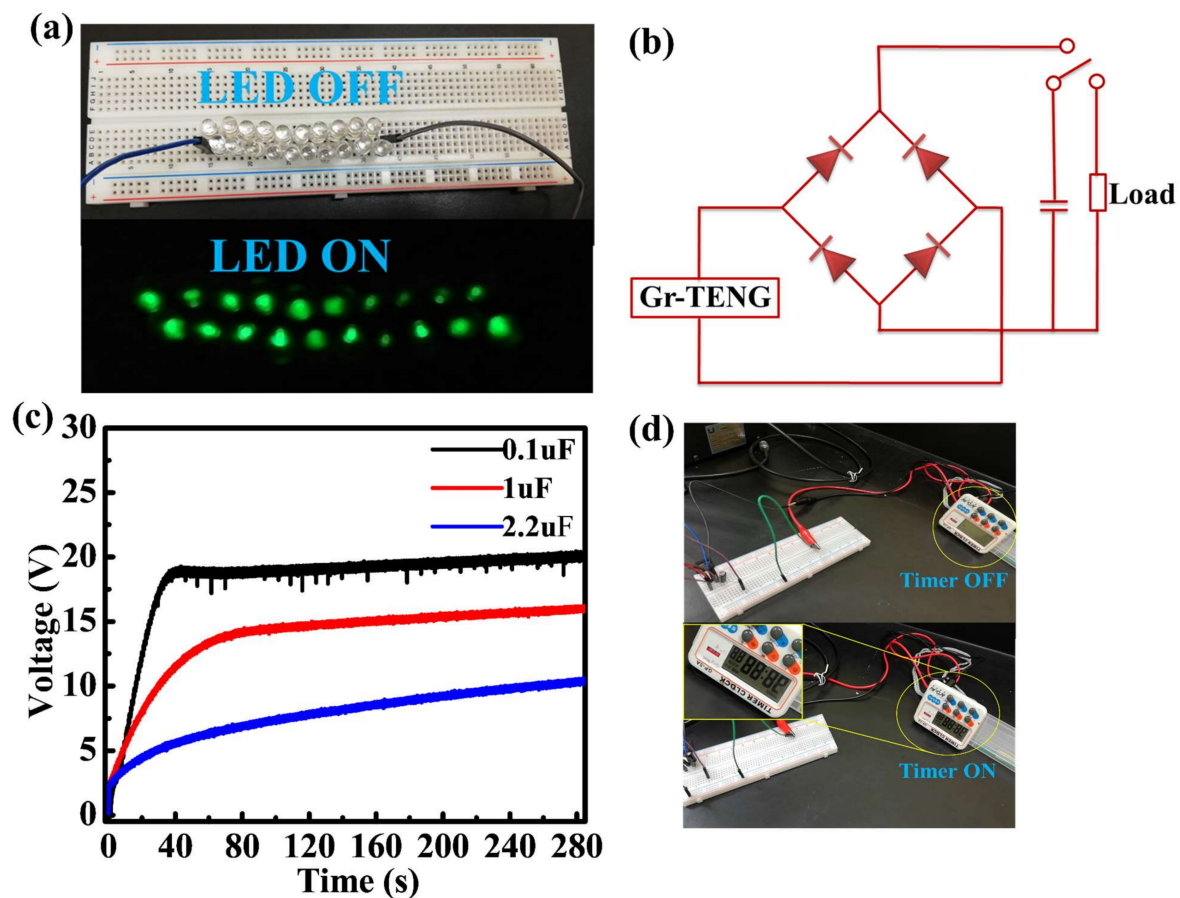 (a)
LED OFF
LED ON
(b)
Gr-TENG
Load
(c)
30
25
20
15
10
5
0
Voltage (V)
0.1uF
1uF
2.2uF
0 40 80 120 160 200 240 280
Time (s)
(d)
Timer OFF
TIMER CLOCK
Timer ON